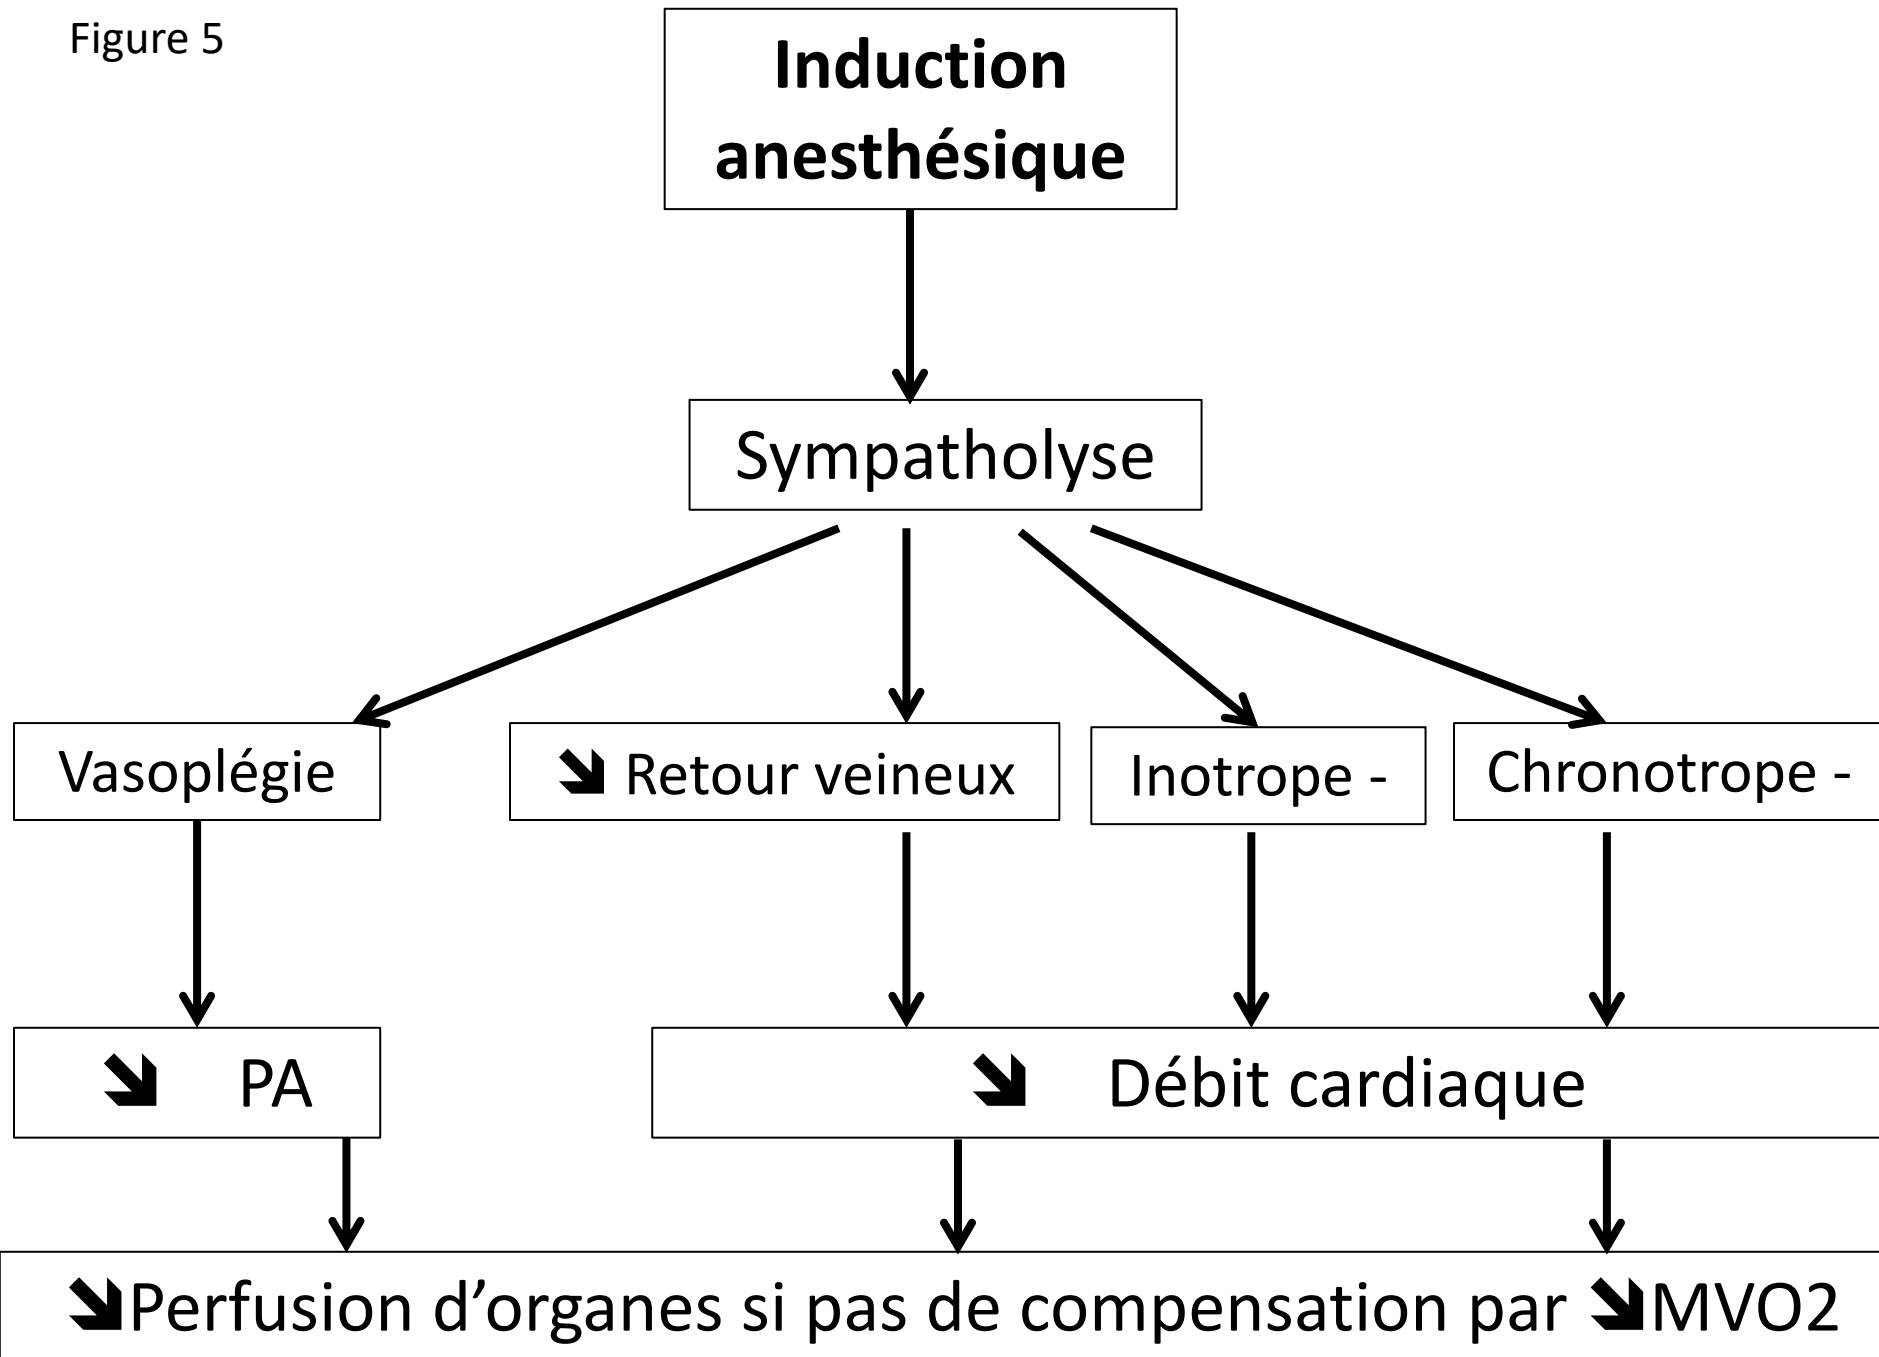 Figure 5
Induction
anesthésique
Sympatholyse
Vasoplégie
🡾 Retour veineux
Inotrope -
Chronotrope -
🡾 PA
🡾 Débit cardiaque
🡾Perfusion d’organes si pas de compensation par 🡾MVO2